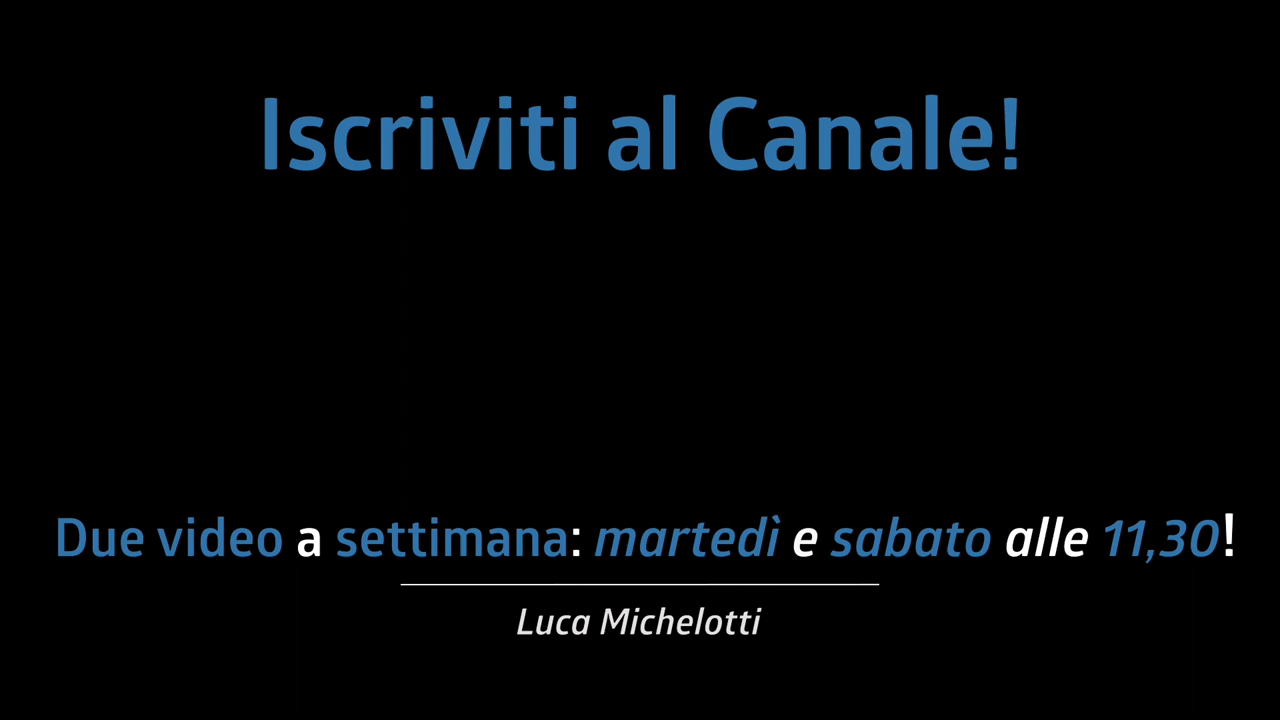 Iscriviti al Canale!
Due video a settimana: martedì e sabato alle 11,30!
Luca Michelotti